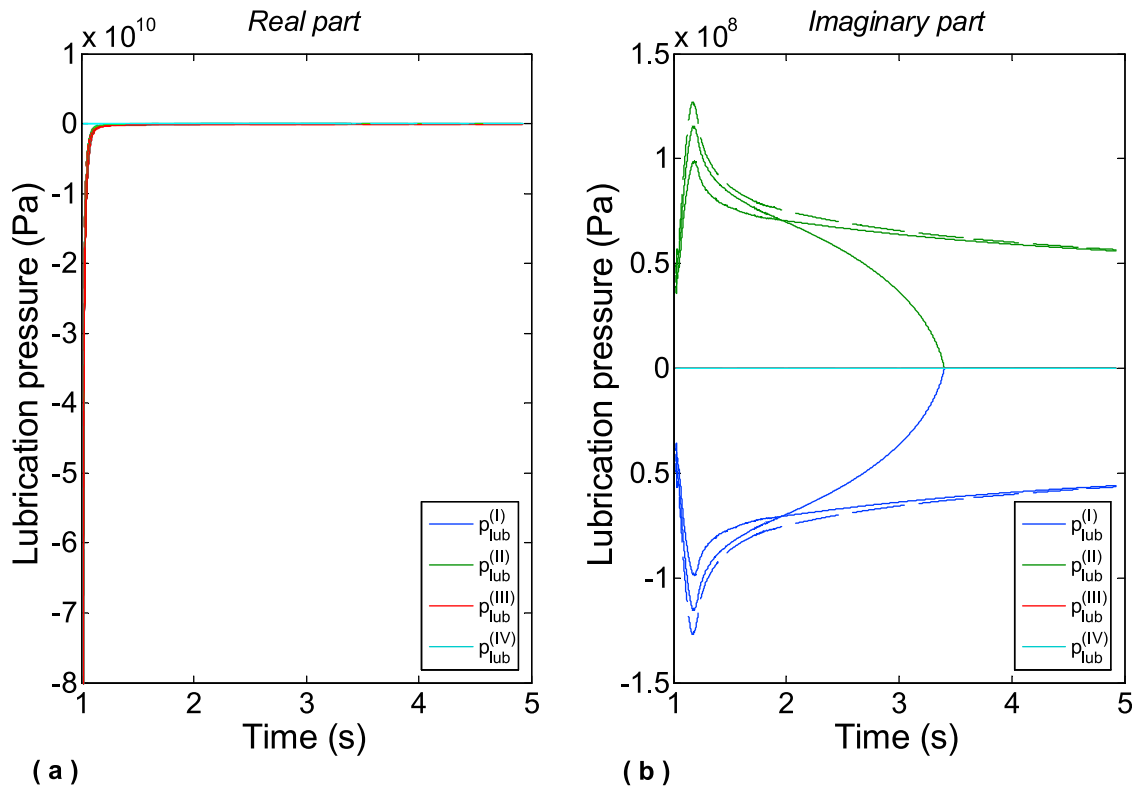 Real part
x 10^10
1
0
-1
-2
-3
-4
-5
-6
-7
-8
Lubrication pressure (Pa)
p_lub^(I)
p_lub^(II)
p_lub^(III)
p_lub^(IV)
1 2 3 4 5
Time (s)
( a )
Imaginary part
x 10^8
1.5
1
0.5
0
0.5
-1
-1.5
Lubrication pressure (Pa)
p_lub^(I)
p_lub^(II)
p_lub^(III)
p_lub^(IV)
1 2 3 4 5
Time (s)
( b )